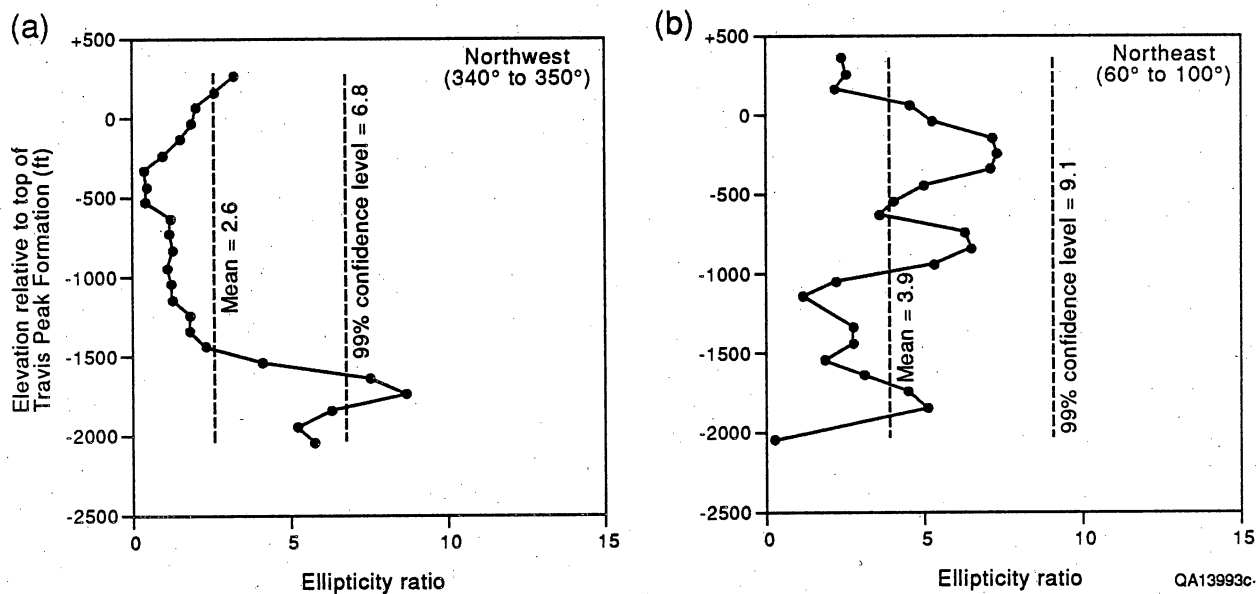 (a)
Northwest
(340° to 350°)
+500
0
-500
-1000
-1500
-2000
-2500
Elevation relative to top of
Travis Peak Formation (ft)
Mean = 2.6
99% confidence level = 6.8
0
5
10
15
Ellipticity ratio
(b)
Northeast
(60° to 100°)
+500
0
-500
-1000
-1500
-2000
-2500
Mean = 3.9
99% confidence level = 9.1
0
5
10
15
Ellipticity ratio
QA13993c